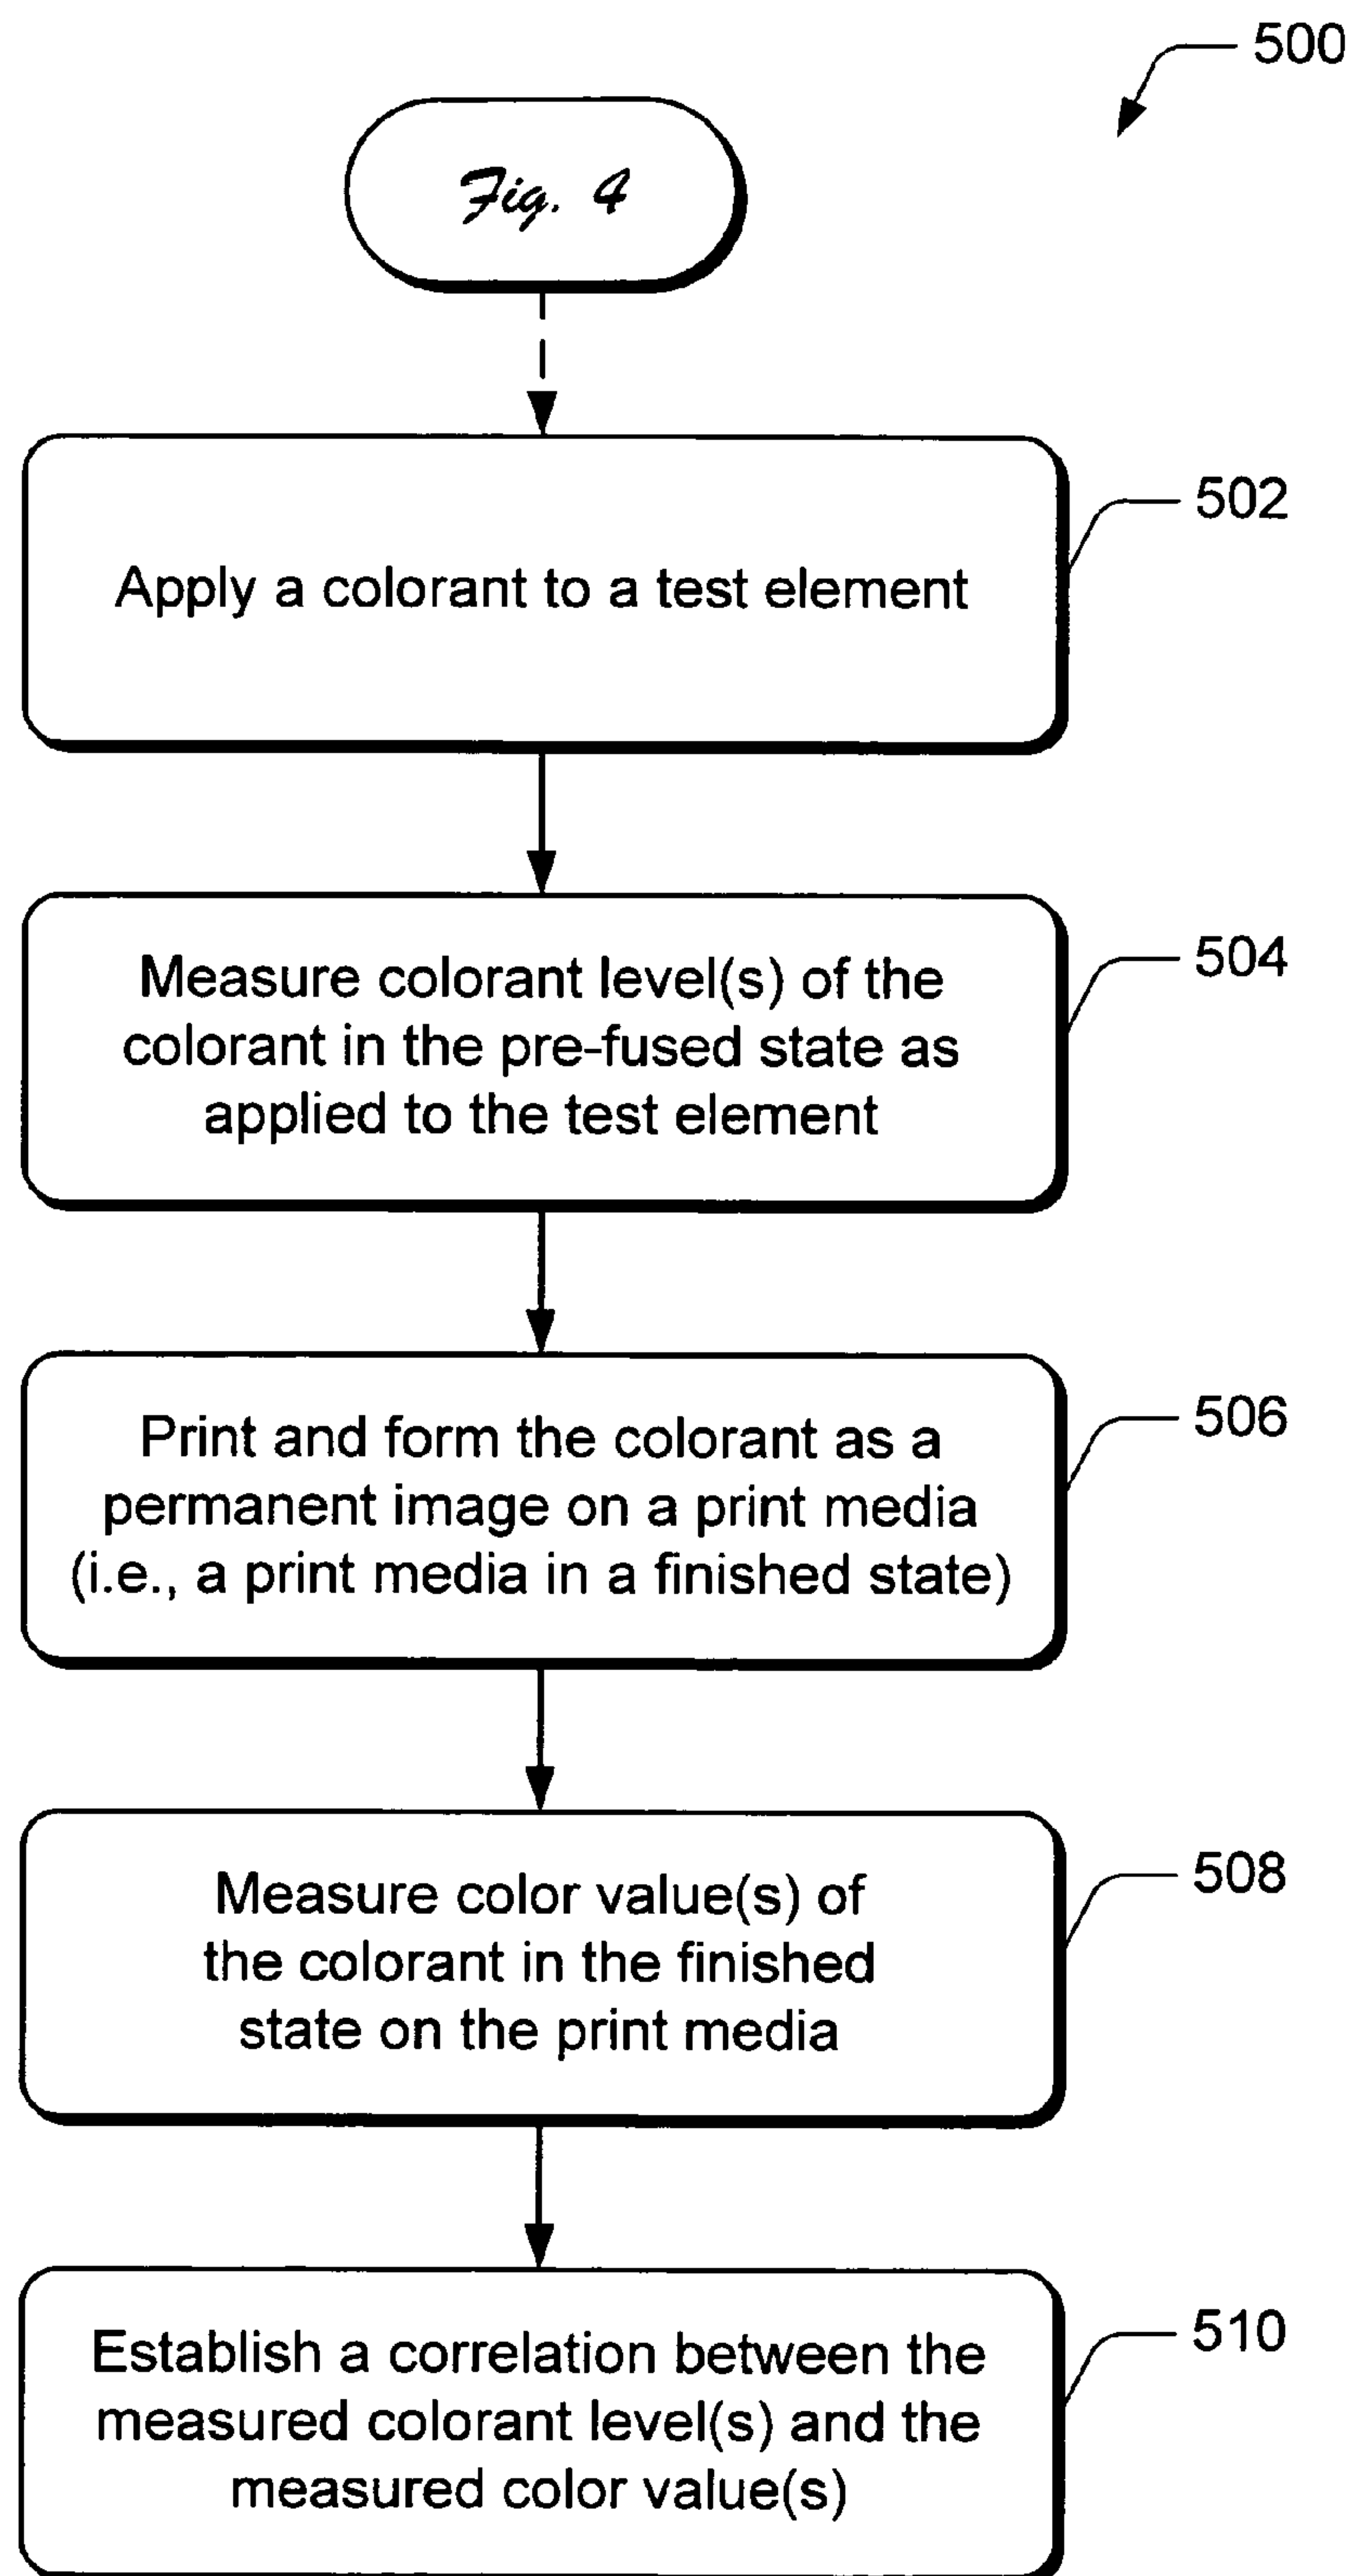 500
Fig. 4
Apply a colorant to a test element
502
Measure colorant level(s) of the
colorant in the pre-fused state as
applied to the test element
504
Print and form the colorant as a
permanent image on a print media
(i.e., a print media in a finished state)
506
Measure color value(s) of
the colorant in the finished
state on the print media
508
Establish a correlation between the
measured colorant level(s) and the
measured color value(s)
510